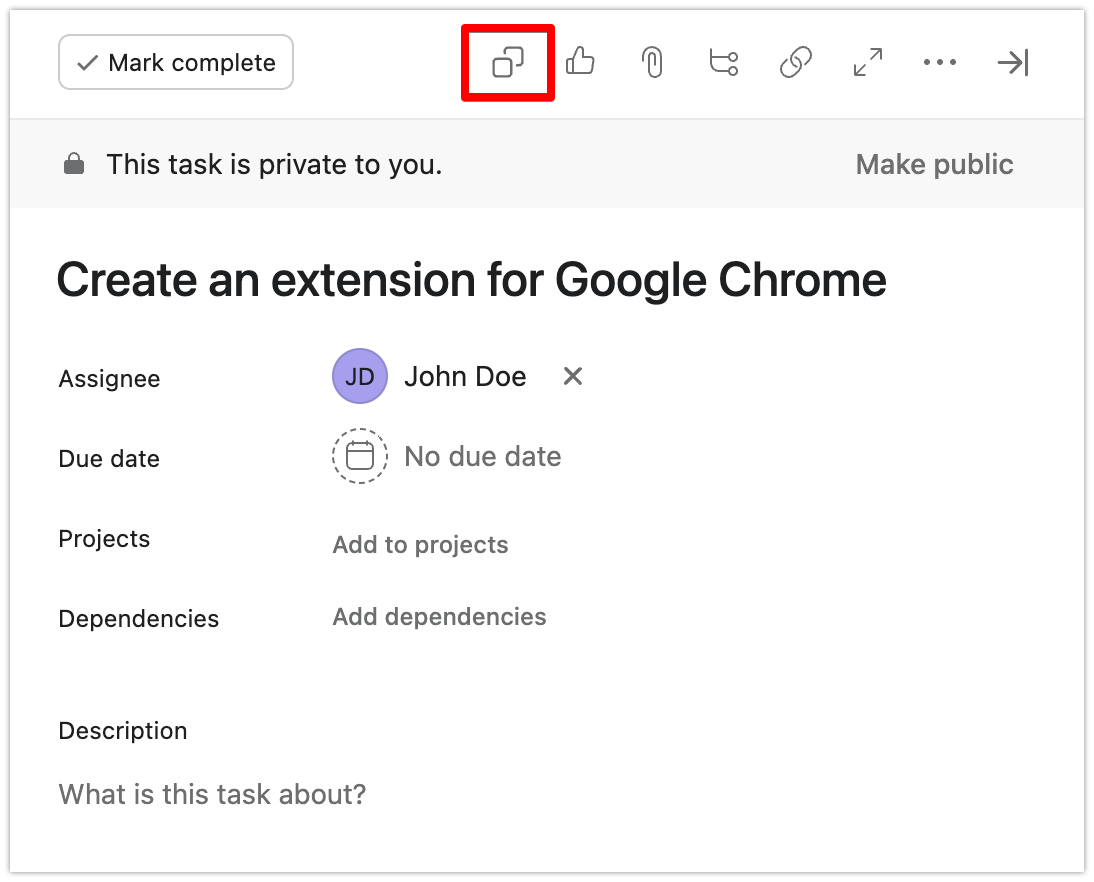 Mark complete
This task is private to you.
Make public
Create an extension for Google Chrome
Assignee
JD
John Doe
Due date
No due date
Projects
Add to projects
Dependencies
Add dependencies
Description
What is this task about?